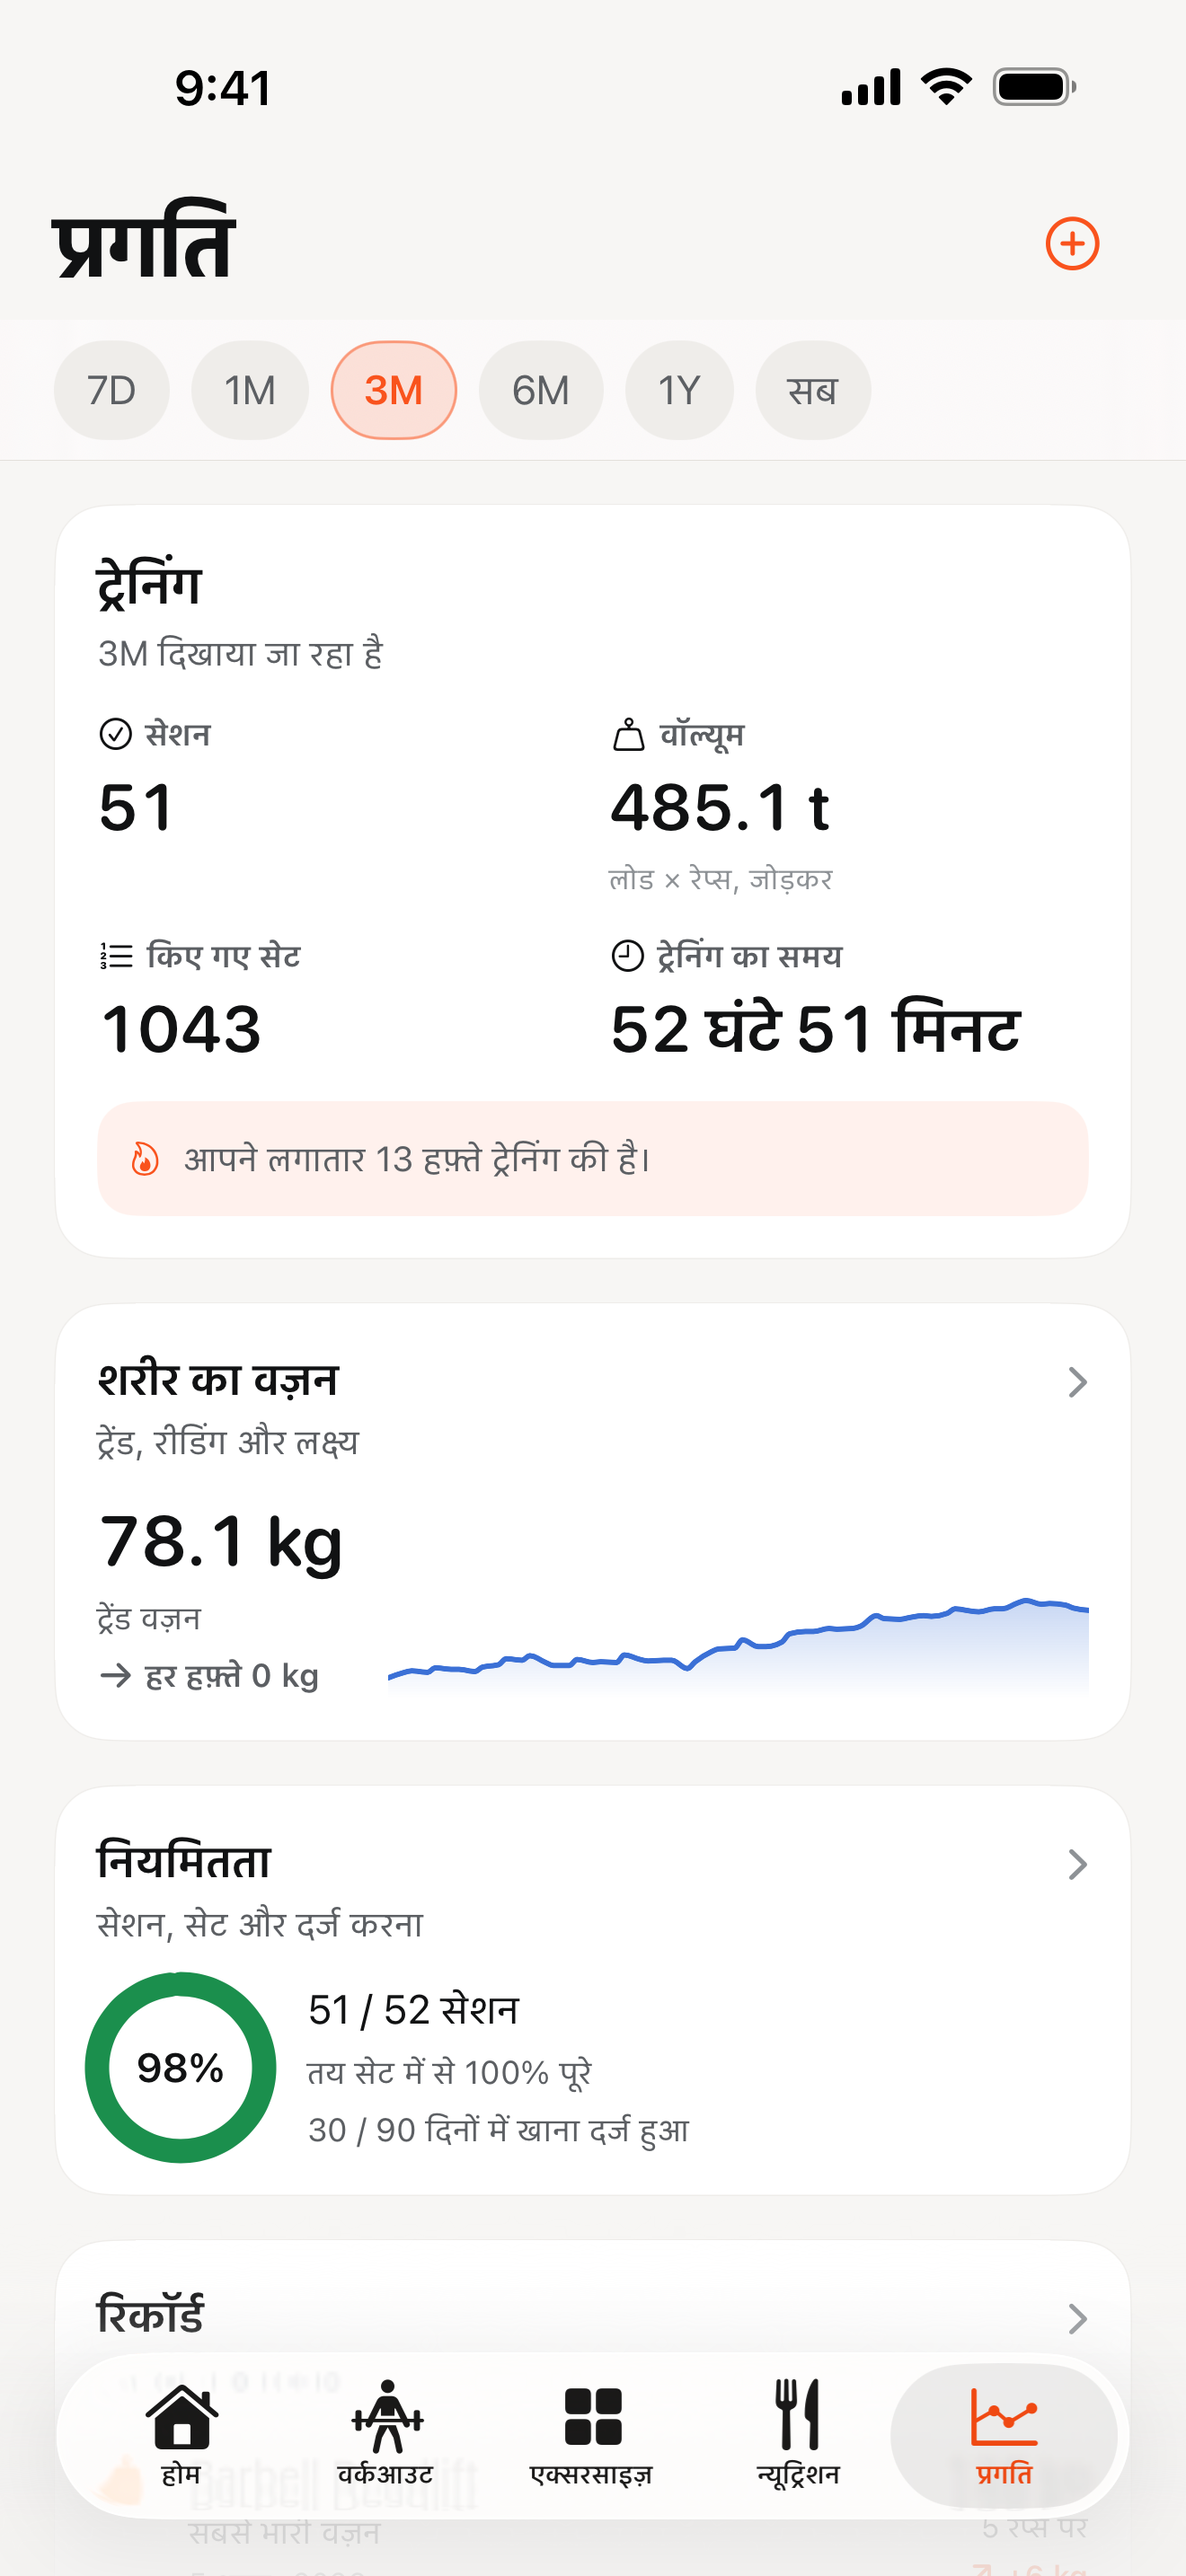 9:41
प्रगति
7D 1M 3M 6M 1Y सब
ट्रेनिंग
3M दिखाया जा रहा है
सेशन
51
वॉल्यूम
485.1 t
लोड × रेप्स, जोड़कर
किए गए सेट
1043
ट्रेनिंग का समय
52 घंटे 51 मिनट
आपने लगातार 13 हफ़्ते ट्रेनिंग की है।
शरीर का वज़न
ट्रेंड, रीडिंग और लक्ष्य
78.1 kg
ट्रेंड वज़न
हर हफ़्ते 0 kg
नियमितता
सेशन, सेट और दर्ज करना
98%
51 / 52 सेशन
तय सेट में से 100% पूरे
30 / 90 दिनों में खाना दर्ज हुआ
रिकॉर्ड
होम वर्कआउट एक्सरसाइज़ न्यूट्रिशन प्रगति
सबसे भारी वज़न 5 रेप्स पर